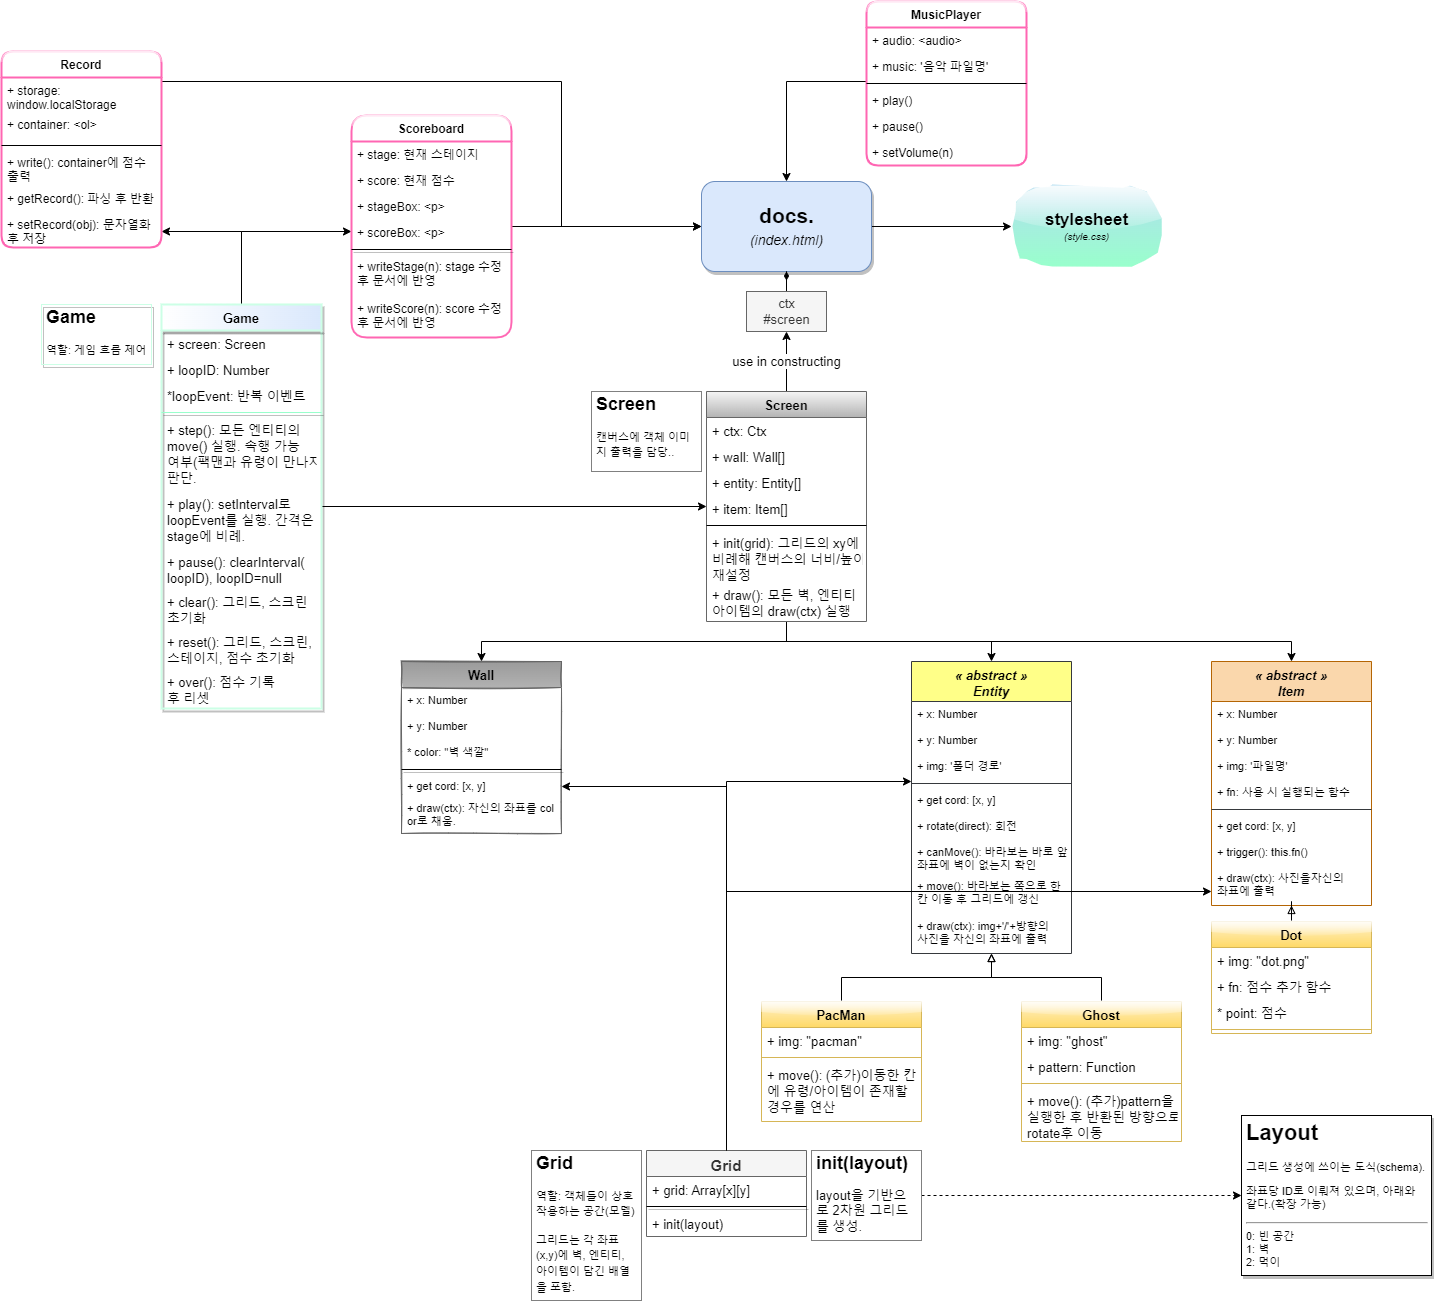 MusicPlayer
+ audio: <audio>
+ music: '음악 파일명'
+ play()
+ pause()
+ setVolume(n)
Record
+ storage:
window.localStorage
+ container: <ol>
+ write(): container에 점수
출력
+ getRecord(): 파싱 후 반환
+ setRecord(obj): 문자열화
후 저장
Scoreboard
+ stage: 현재 스테이지
+ score: 현재 점수
+ stageBox: <p>
+ scoreBox: <p>
+ writeStage(n): stage 수정
후 문서에 반영
+ writeScore(n): score 수정
후 문서에 반영
docs.
(index.html)
stylesheet
(style.css)
ctx
#screen
use in constructing
Game
역할: 게임 흐름 제어
Game
+ screen: Screen
+ loopID: Number
*loopEvent: 반복 이벤트
+ step(): 모든 엔티티의
move() 실행. 속행 가능
여부(팩맨과 유령이 만나지
판단.
+ play(): setInterval로
loopEvent를 실행. 간격은
stage에 비례.
+ pause(): clearInterval(
loopID), loopID=null
+ clear(): 그리드, 스크린
초기화
+ reset(): 그리드, 스크린,
스테이지, 점수 초기화
+ over(): 점수 기록
후 리셋
Screen
캔버스에 객체 이미
지 출력을 담당..
Screen
+ ctx: Ctx
+ wall: Wall[]
+ entity: Entity[]
+ item: Item[]
+ init(grid): 그리드의 xy에
비례해 캔버스의 너비/높이
재설정
+ draw(): 모든 벽, 엔티티
아이템의 draw(ctx) 실행
Wall
+ x: Number
+ y: Number
* color: "벽 색깔"
+ get cord: [x, y]
+ draw(ctx): 자신의 좌표를 col
or로 채움.
« abstract »
Entity
+ x: Number
+ y: Number
+ img: '폴더 경로'
+ get cord: [x, y]
+ rotate(direct): 회전
+ canMove(): 바라보는 바로 앞
좌표에 벽이 없는지 확인
+ move(): 바라보는 쪽으로 한
칸 이동 후 그리드에 갱신
+ draw(ctx): img+'/'+방향의
사진을 자신의 좌표에 출력
« abstract »
Item
+ x: Number
+ y: Number
+ img: '파일명'
+ fn: 사용 시 실행되는 함수
+ get cord: [x, y]
+ trigger(): this.fn()
+ draw(ctx): 사진을자신의
좌표에 출력
Dot
+ img: "dot.png"
+ fn: 점수 추가 함수
* point: 점수
PacMan
+ img: "pacman"
+ move(): (추가)이동한 칸
에 유령/아이템이 존재할
경우를 연산
Ghost
+ img: "ghost"
+ pattern: Function
+ move(): (추가)pattern을
실행한 후 반환된 방향으로
rotate후 이동
Grid
역할: 객체들이 상호
작용하는 공간(모델)
그리드는 각 좌표
(x,y)에 벽, 엔티티,
아이템이 담긴 배열
을 포함.
Grid
+ grid: Array[x][y]
+ init(layout)
init(layout)
layout을 기반으
로 2차원 그리드
를 생성.
Layout
그리드 생성에 쓰이는 도식(schema).
좌표당 ID로 이뤄져 있으며, 아래와
같다.(확장 가능)
0: 빈 공간
1: 벽
2: 먹이